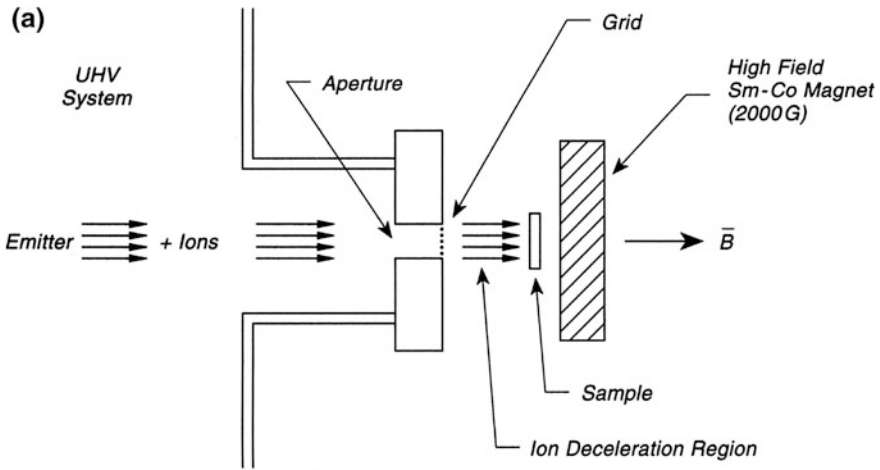 (a)
UHV
System
Aperture
Grid
High Field
Sm-Co Magnet
(2000G)
Emitter
+ Ions
B̅
Sample
Ion Deceleration Region